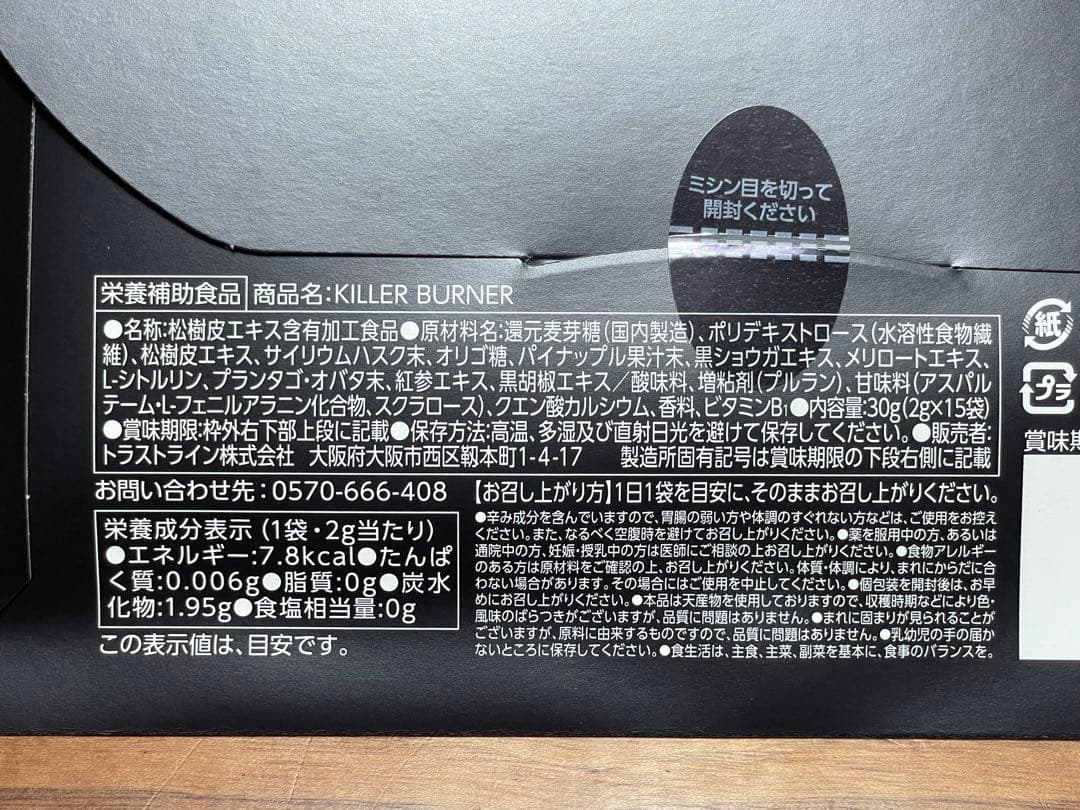 ミシン目を切って
開封ください
栄養補助食品 商品名:KILLER BURNER
●名称:松樹皮エキス含有加工食品●原材料名:還元麦芽糖(国内製造)、ポリデキストロース(水溶性食物繊
維)、松樹皮エキス、サイリウムハスク末、オリゴ糖、パイナップル果汁末、黒ショウガエキス、メリロートエキス、
L-シトルリン、プランタゴ・オバタ末、紅参エキス、黒胡椒エキス／酸味料、増粘剤(プルラン)、甘味料(アスパル
テーム・L-フェニルアラニン化合物、スクラロース)、クエン酸カルシウム、香料、ビタミンB₁●内容量:30g(2g×15袋)
●賞味期限:枠外右下部上段に記載●保存方法:高温、多湿及び直射日光を避けて保存してください。●販売者:
トラストライン株式会社 大阪府大阪市西区靱本町1-4-17 製造所固有記号は賞味期限の下段右側に記載
お問い合わせ先：0570-666-408
【お召し上がり方】1日1袋を目安に、そのままお召し上がりください。
栄養成分表示（1袋・2g当たり）
●エネルギー:7.8kcal●たんぱ
く質:0.006g●脂質:0g●炭水
化物:1.95g●食塩相当量:0g
この表示値は、目安です。
●辛み成分を含んでいますので、胃腸の弱い方や体調のすぐれない方などは、ご使用をお控え
ください。また、なるべく空腹時を避けてお召し上がりください。●薬を服用中の方、あるいは
通院中の方、妊娠・授乳中の方は医師にご相談の上お召し上がりください。●食物アレルギー
のある方は原材料をご確認の上、お召し上がりください。体質・体調により、まれにからだに合
わない場合があります。その場合にはご使用を中止してください。●個包装を開封後は、お早
めにお召し上がりください。●本品は天産物を使用しておりますので、収穫時期などにより色・
風味のばらつきがございますが、品質に問題はありません。●まれに固まりが見られることが
ございますが、原料に由来するものですので、品質に問題はありません。●乳幼児の手の届か
ないところに保存してください。●食生活は、主食、主菜、副菜を基本に、食事のバランスを。
紙
プラ
賞味期